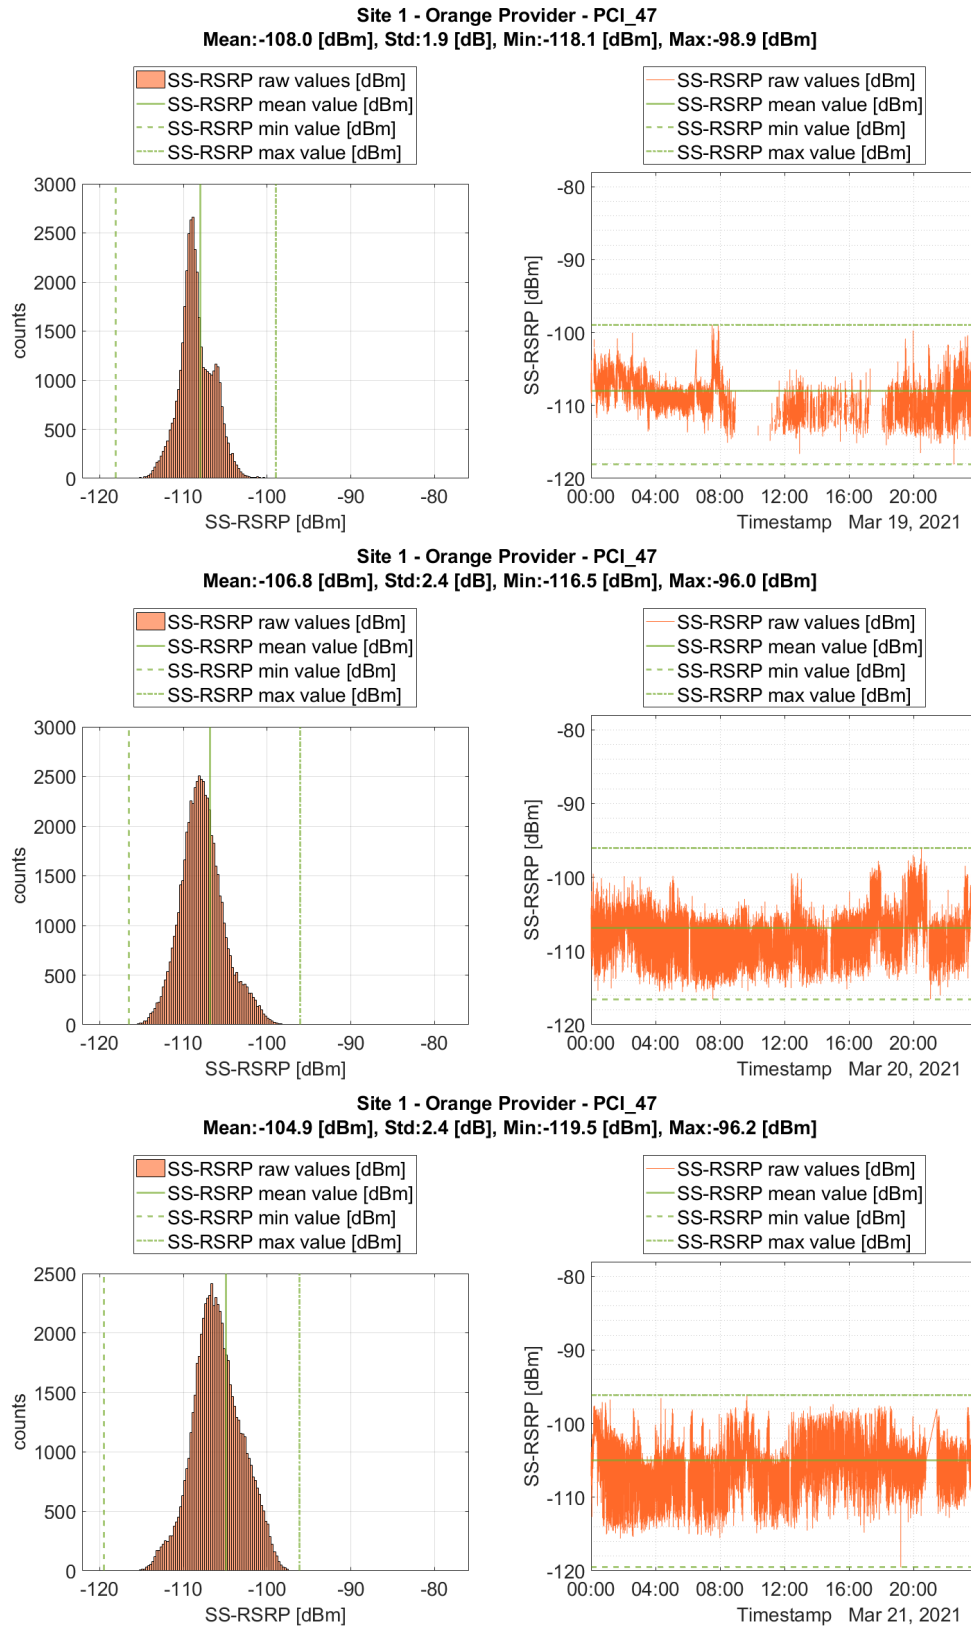 Site 1 - Orange Provider - PCI_47
Mean:-108.0 [dBm], Std:1.9 [dB], Min:-118.1 [dBm], Max:-98.9 [dBm]
SS-RSRP raw values [dBm]
SS-RSRP mean value [dBm]
SS-RSRP min value [dBm]
SS-RSRP max value [dBm]
3000
2500
2000
1500
1000
500
0
counts
-120
-110
-100
-90
-80
SS-RSRP [dBm]
SS-RSRP raw values [dBm]
SS-RSRP mean value [dBm]
SS-RSRP min value [dBm]
SS-RSRP max value [dBm]
-80
-90
-100
-110
-120
SS-RSRP [dBm]
00:00
04:00
08:00
12:00
16:00
20:00
Timestamp
Mar 19, 2021
Site 1 - Orange Provider - PCI_47
Mean:-106.8 [dBm], Std:2.4 [dB], Min:-116.5 [dBm], Max:-96.0 [dBm]
SS-RSRP raw values [dBm]
SS-RSRP mean value [dBm]
SS-RSRP min value [dBm]
SS-RSRP max value [dBm]
3000
2500
2000
1500
1000
500
0
counts
-120
-110
-100
-90
-80
SS-RSRP [dBm]
SS-RSRP raw values [dBm]
SS-RSRP mean value [dBm]
SS-RSRP min value [dBm]
SS-RSRP max value [dBm]
-80
-90
-100
-110
-120
SS-RSRP [dBm]
00:00
04:00
08:00
12:00
16:00
20:00
Timestamp
Mar 20, 2021
Site 1 - Orange Provider - PCI_47
Mean:-104.9 [dBm], Std:2.4 [dB], Min:-119.5 [dBm], Max:-96.2 [dBm]
SS-RSRP raw values [dBm]
SS-RSRP mean value [dBm]
SS-RSRP min value [dBm]
SS-RSRP max value [dBm]
2500
2000
1500
1000
500
0
counts
-120
-110
-100
-90
-80
SS-RSRP [dBm]
SS-RSRP raw values [dBm]
SS-RSRP mean value [dBm]
SS-RSRP min value [dBm]
SS-RSRP max value [dBm]
-80
-90
-100
-110
-120
SS-RSRP [dBm]
00:00
04:00
08:00
12:00
16:00
20:00
Timestamp
Mar 21, 2021